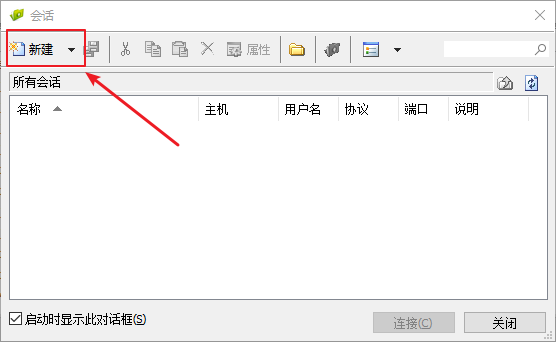 会话
新建 属性
所有会话
名称 主机 用户名 协议 端口 说明
启动时显示此对话框(S) 连接(C) 关闭